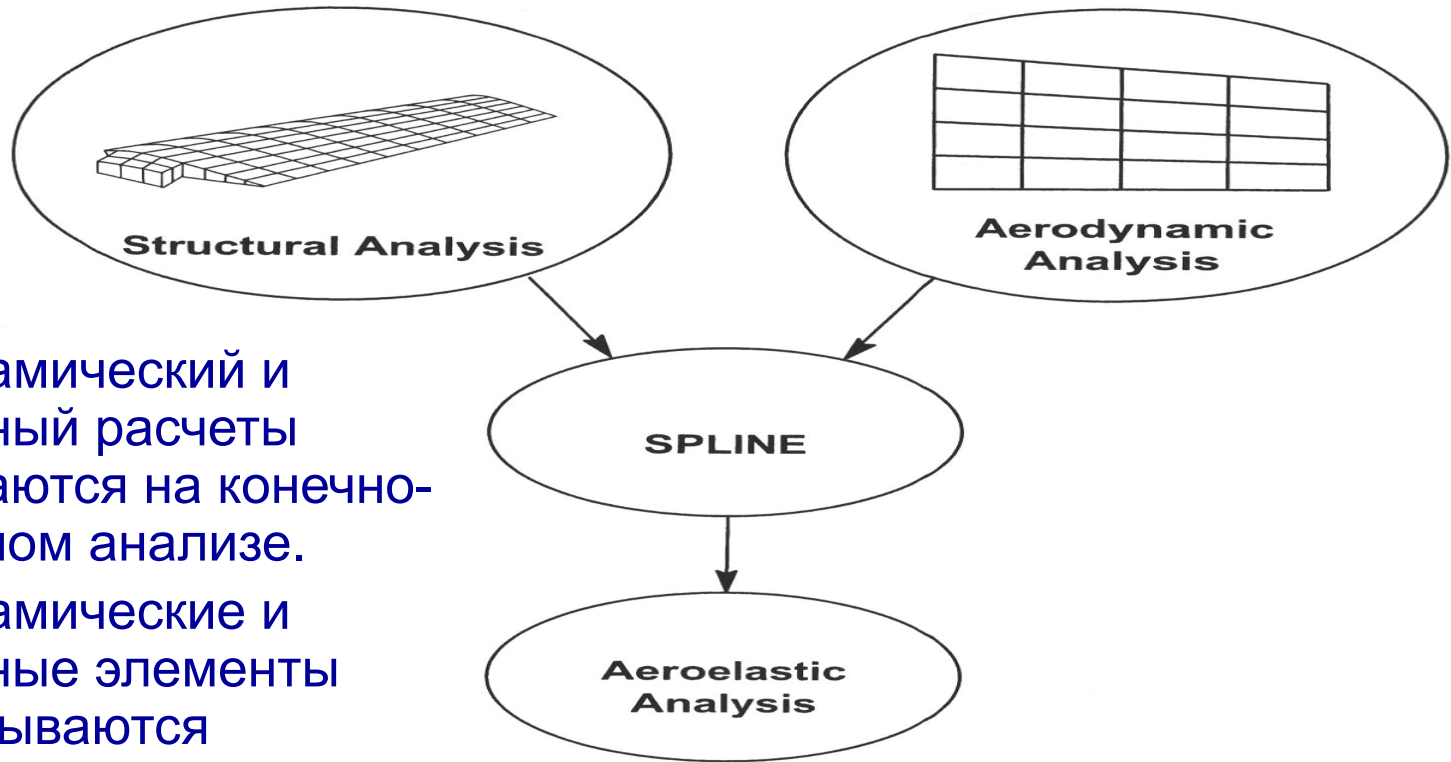 Structural Analysis
Aerodynamic
Analysis
SPLINE
Aeroelastic
Analysis
амический и
ный расчеты
аются на конечно-
ном анализе.
амические и
ные элементы
ываются